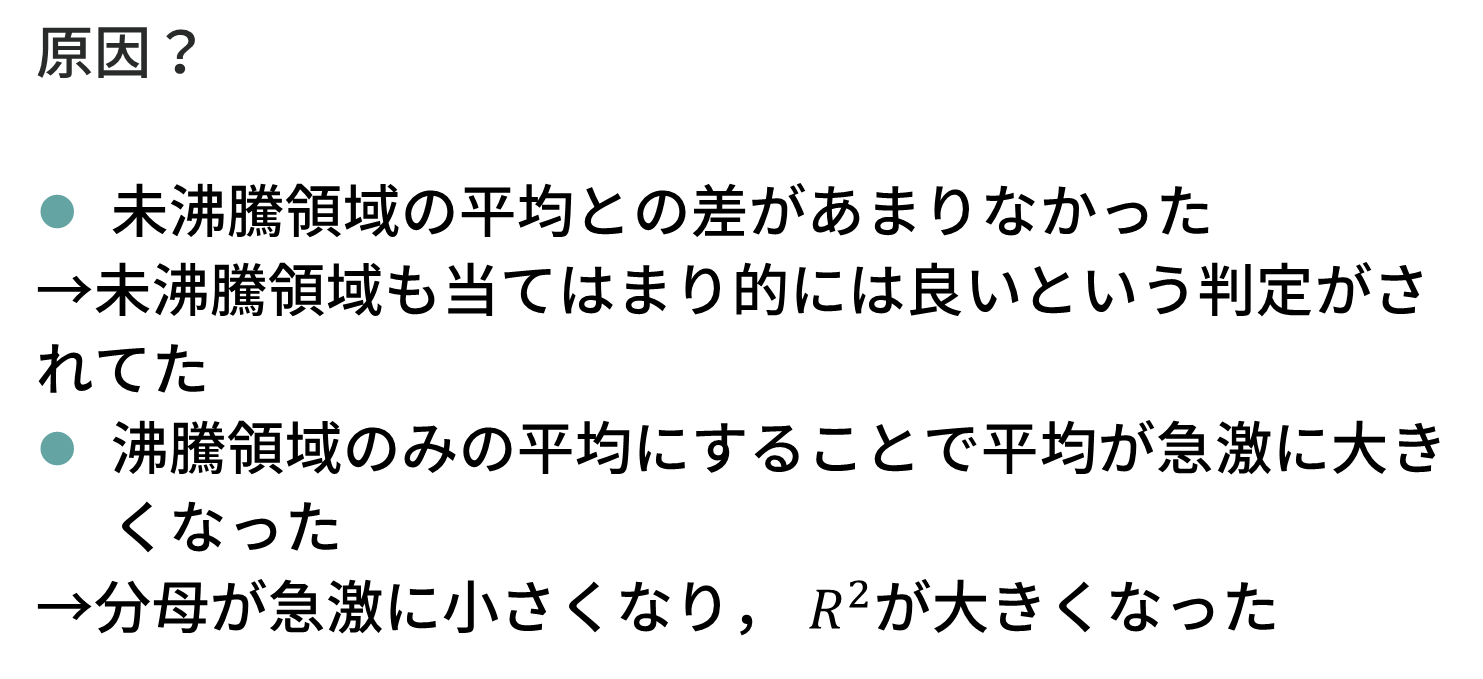 原因？
● 未沸騰領域の平均との差があまりなかった
→未沸騰領域も当てはまり的には良いという判定がさ
れてた
● 沸騰領域のみの平均にすることで平均が急激に大き
くなった
→分母が急激に小さくなり， R²が大きくなった